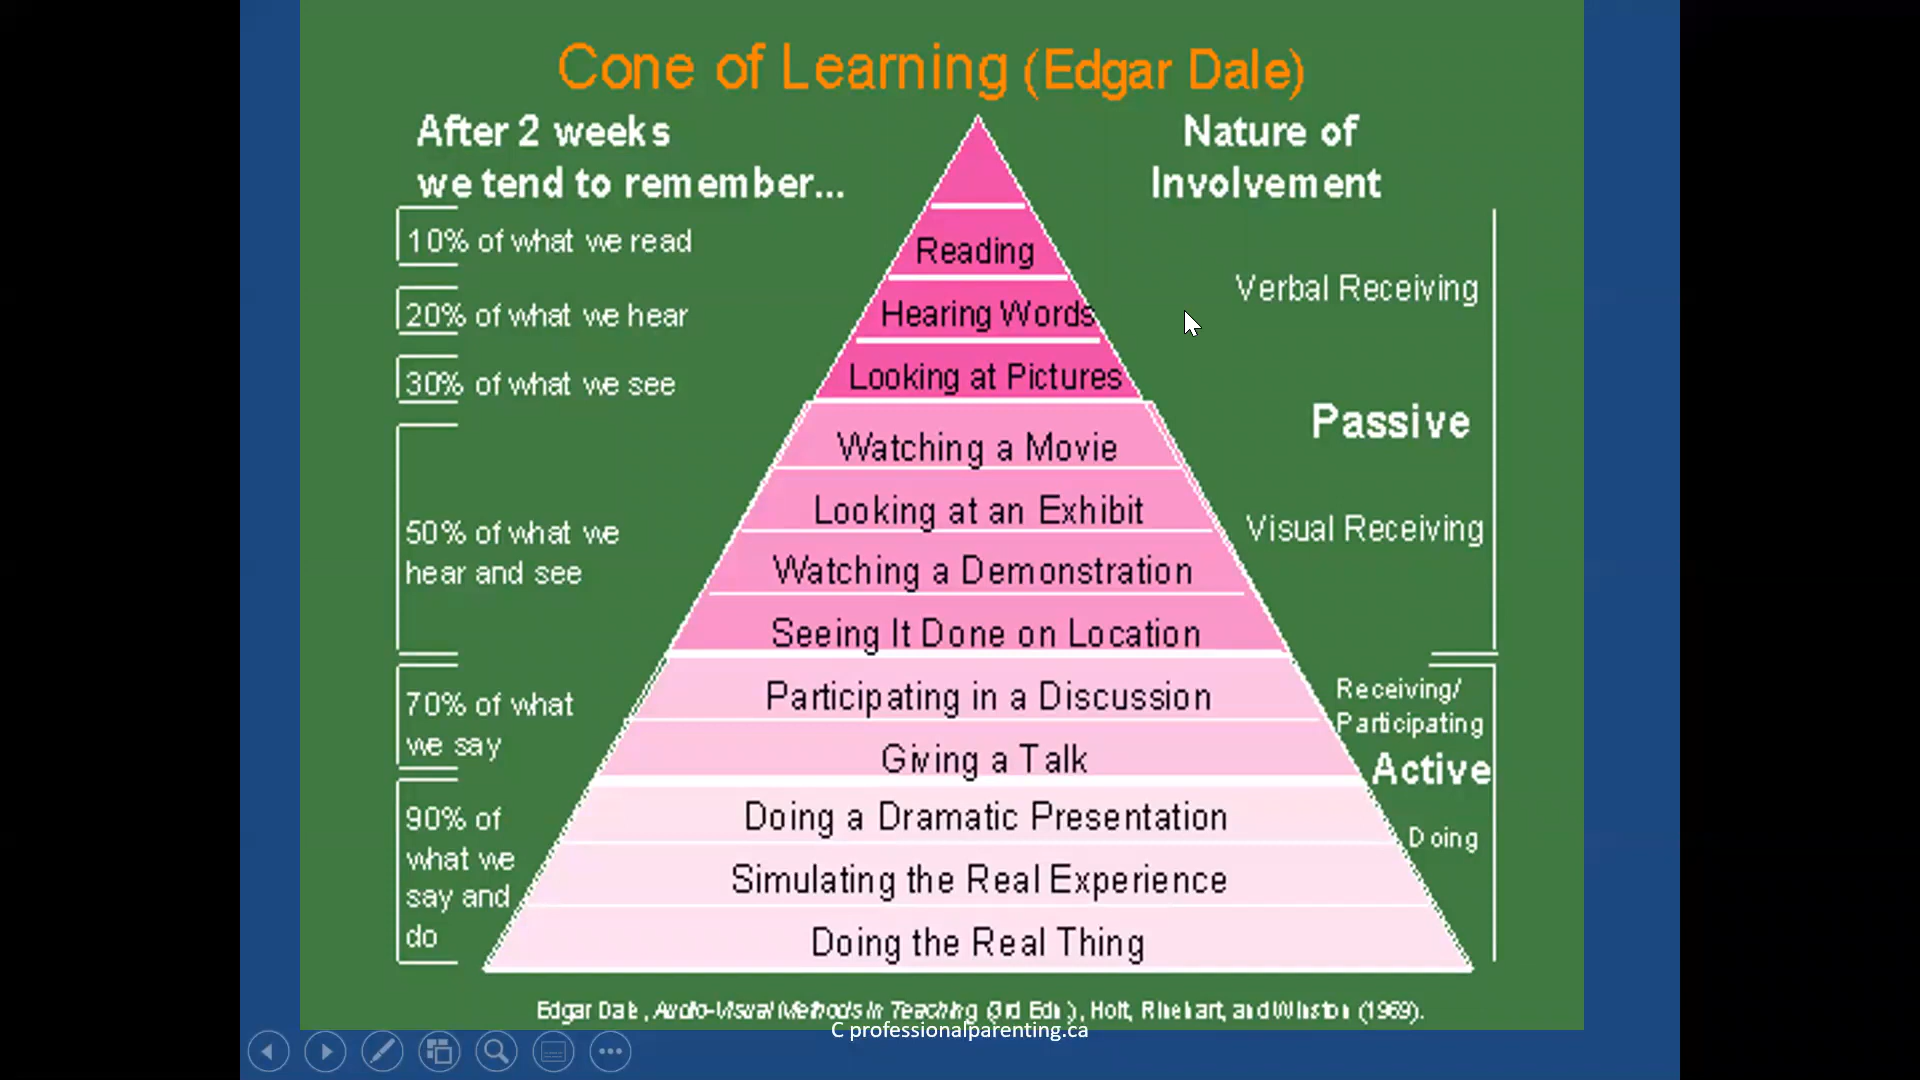 Cone of Learning (Edgar Dale)
After 2 weeks
we tend to remember...
Nature of
Involvement
10% of what we read
20% of what we hear
30% of what we see
50% of what we
hear and see
70% of what
we say
90% of
what we
say and
do
Reading
Hearing Words
Looking at Pictures
Watching a Movie
Looking at an Exhibit
Watching a Demonstration
Seeing It Done on Location
Participating in a Discussion
Giving a Talk
Doing a Dramatic Presentation
Simulating the Real Experience
Doing the Real Thing
Verbal Receiving
Passive
Visual Receiving
Receiving/
Participating
Active
Doing
Edgar Dale, Audio-Visual Methods in Teaching (3rd Edn.), Holt, Rinehart, and Winston (1969).
C professionalparenting.ca